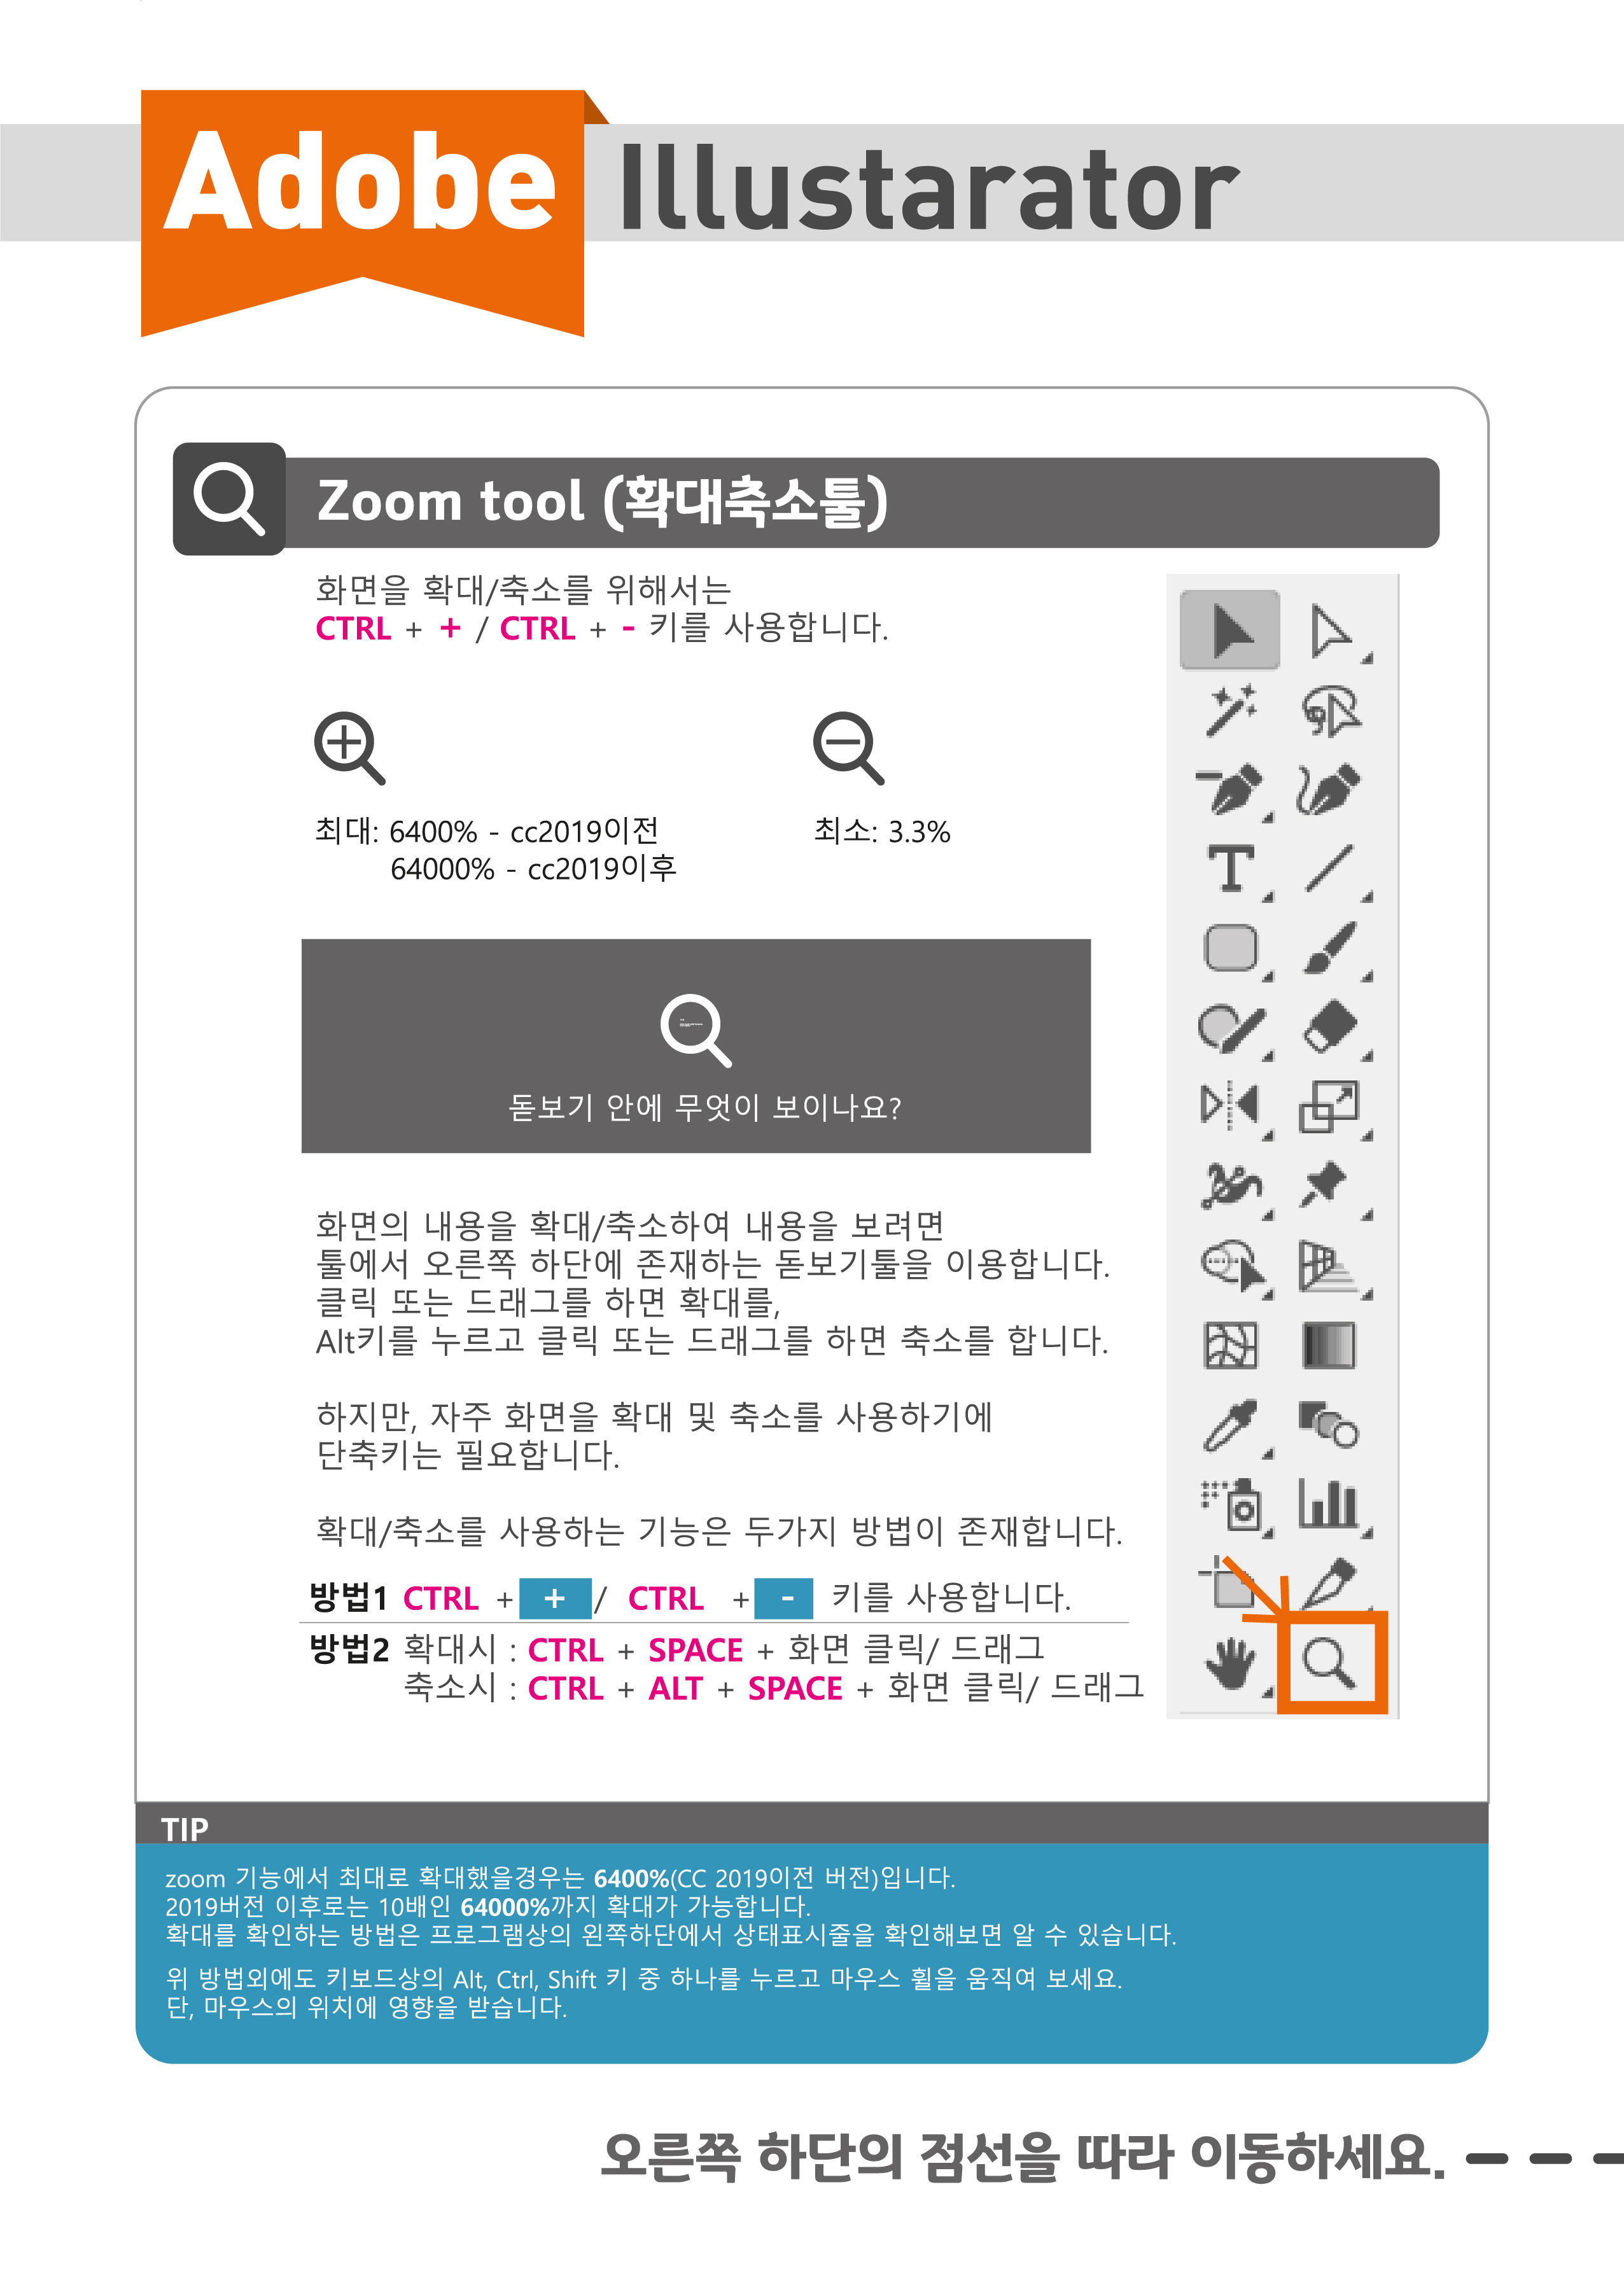 Adobe Illustarator
Zoom tool (확대축소툴)
화면을 확대/축소를 위해서는
CTRL + + / CTRL + - 키를 사용합니다.
최대: 6400% - cc2019이전
64000% - cc2019이후
최소: 3.3%
돋보기 안에 무엇이 보이나요?
화면의 내용을 확대/축소하여 내용을 보려면
툴에서 오른쪽 하단에 존재하는 돋보기툴을 이용합니다.
클릭 또는 드래그를 하면 확대를,
Alt키를 누르고 클릭 또는 드래그를 하면 축소를 합니다.
하지만, 자주 화면을 확대 및 축소를 사용하기에
단축키는 필요합니다.
확대/축소를 사용하는 기능은 두가지 방법이 존재합니다.
방법1 CTRL + + / CTRL + - 키를 사용합니다.
방법2 확대시 : CTRL + SPACE + 화면 클릭/ 드래그
축소시 : CTRL + ALT + SPACE + 화면 클릭/ 드래그
TIP
zoom 기능에서 최대로 확대했을경우는 6400%(CC 2019이전 버전)입니다.
2019버전 이후로는 10배인 64000%까지 확대가 가능합니다.
확대를 확인하는 방법은 프로그램상의 왼쪽하단에서 상태표시줄을 확인해보면 알 수 있습니다.
위 방법외에도 키보드상의 Alt, Ctrl, Shift 키 중 하나를 누르고 마우스 휠을 움직여 보세요.
단, 마우스의 위치에 영향을 받습니다.
오른쪽 하단의 점선을 따라 이동하세요.